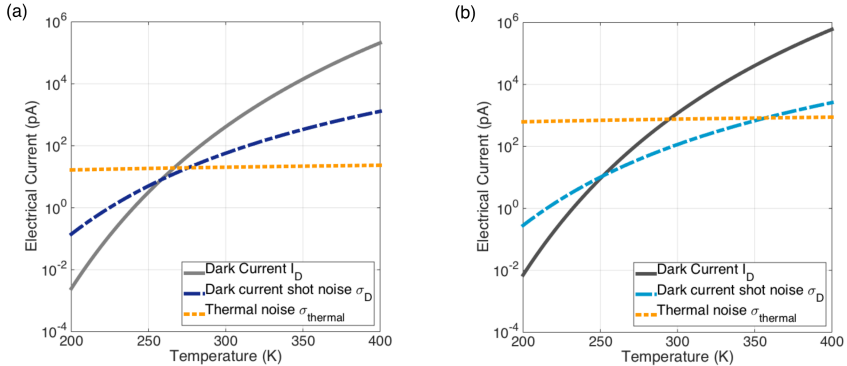 (a)
10^6
10^4
10^2
10^0
10^-2
10^-4
Electrical Current (pA)
Dark Current I_D
Dark current shot noise σ_D
Thermal noise σ_thermal
200 250 300 350 400
Temperature (K)
(b)
10^6
10^4
10^2
10^0
10^-2
10^-4
Electrical Current (pA)
Dark Current I_D
Dark current shot noise σ_D
Thermal noise σ_thermal
200 250 300 350 400
Temperature (K)